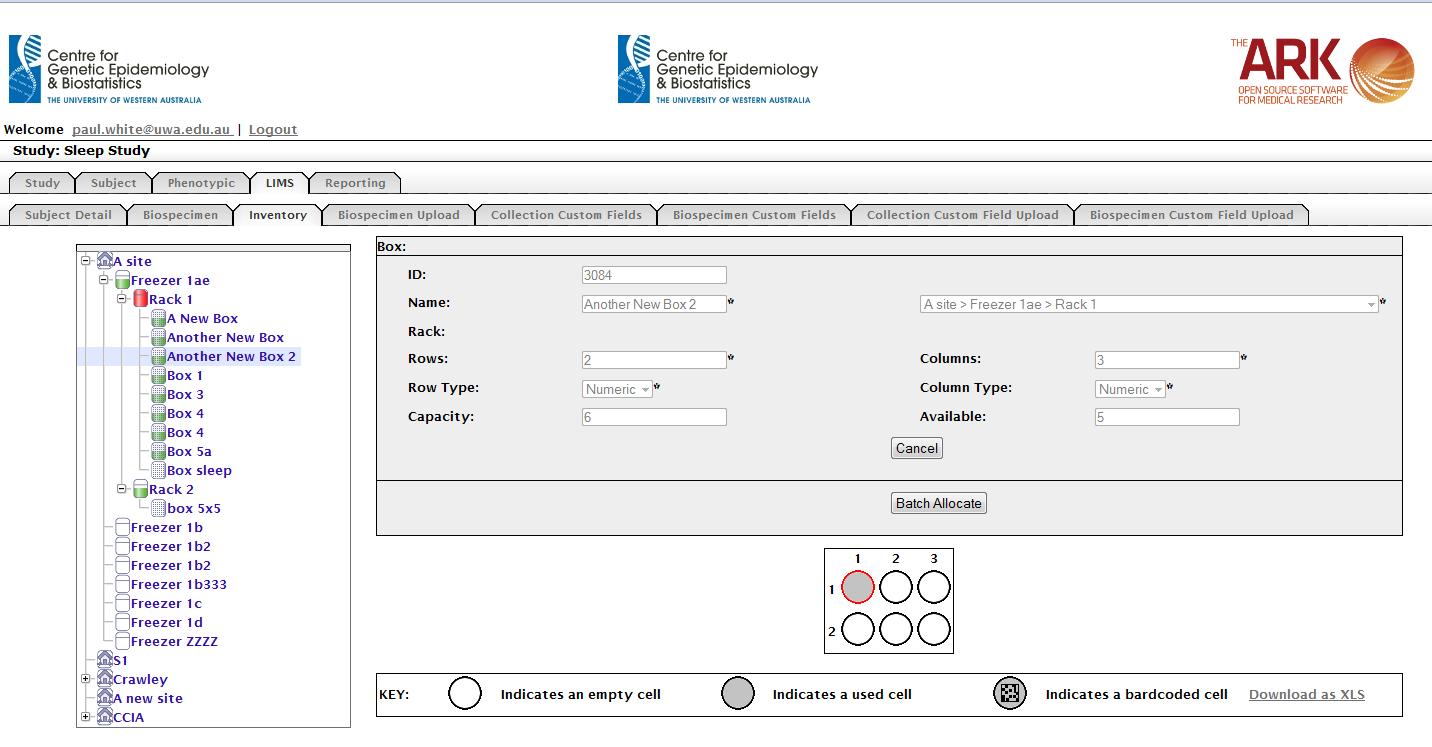 Centre for
Genetic Epidemiology
& Biostatistics
THE UNIVERSITY OF WESTERN AUSTRALIA
Centre for
Genetic Epidemiology
& Biostatistics
THE UNIVERSITY OF WESTERN AUSTRALIA
THE ARK
OPEN SOURCE SOFTWARE
FOR MEDICAL RESEARCH
Welcome paul.white@uwa.edu.au | Logout
Study: Sleep Study
Study Subject Phenotypic LIMS Reporting
Subject Detail Biospecimen Inventory Biospecimen Upload Collection Custom Fields Biospecimen Custom Fields Collection Custom Field Upload Biospecimen Custom Field Upload
A site
Freezer 1ae
Rack 1
A New Box
Another New Box
Another New Box 2
Box 1
Box 3
Box 4
Box 4
Box 5a
Box sleep
Rack 2
box 5x5
Freezer 1b
Freezer 1b2
Freezer 1b2
Freezer 1b333
Freezer 1c
Freezer 1d
Freezer ZZZZ
S1
Crawley
A new site
CCIA
Box:
ID: 3084
Name: Another New Box 2 * A site > Freezer 1ae > Rack 1 *
Rack:
Rows: 2 * Columns: 3 *
Row Type: Numeric * Column Type: Numeric *
Capacity: 6 Available: 5
Cancel
Batch Allocate
1 2 3
1
2
KEY: Indicates an empty cell Indicates a used cell Indicates a bardcoded cell Download as XLS